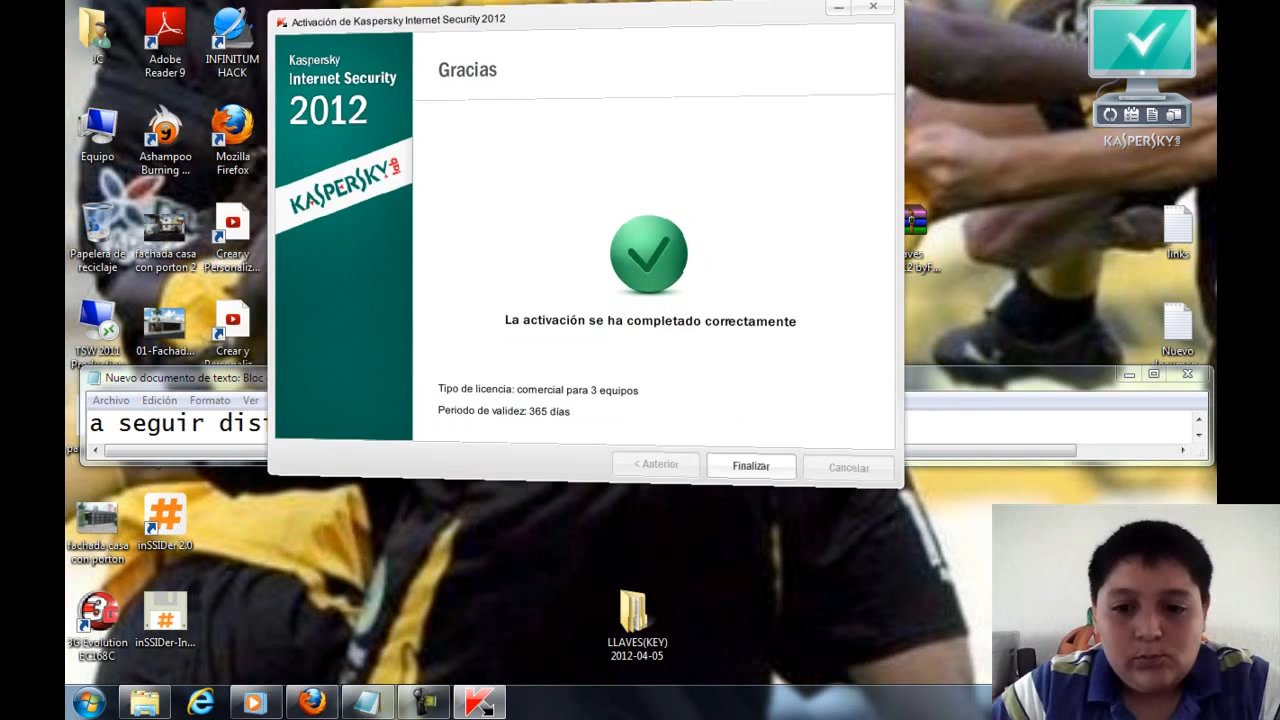 JC
Adobe
Reader 9
INFINITUM
HACK
Equipo
Ashampoo
Burning ...
Mozilla
Firefox
Papelera de
reciclaje
fachada casa
con porton 2
Crear y
Personaliz...
TSW 2011
01-Fachad...
Crear y
fachada casa
con porton
inSSIDer 2.0
3G Evolution
EC168C
inSSIDer-In...
Activación de Kaspersky Internet Security 2012
Kaspersky
Internet Security
2012
KASPERSKY lab
Gracias
La activación se ha completado correctamente
Tipo de licencia: comercial para 3 equipos
Periodo de validez: 365 días
< Anterior
Finalizar
Cancelar
Nuevo documento de texto: Bloc
Archivo Edición Formato Ver
a seguir dis
LLAVES(KEY)
2012-04-05
KASPERSKY lab
links
Nuevo